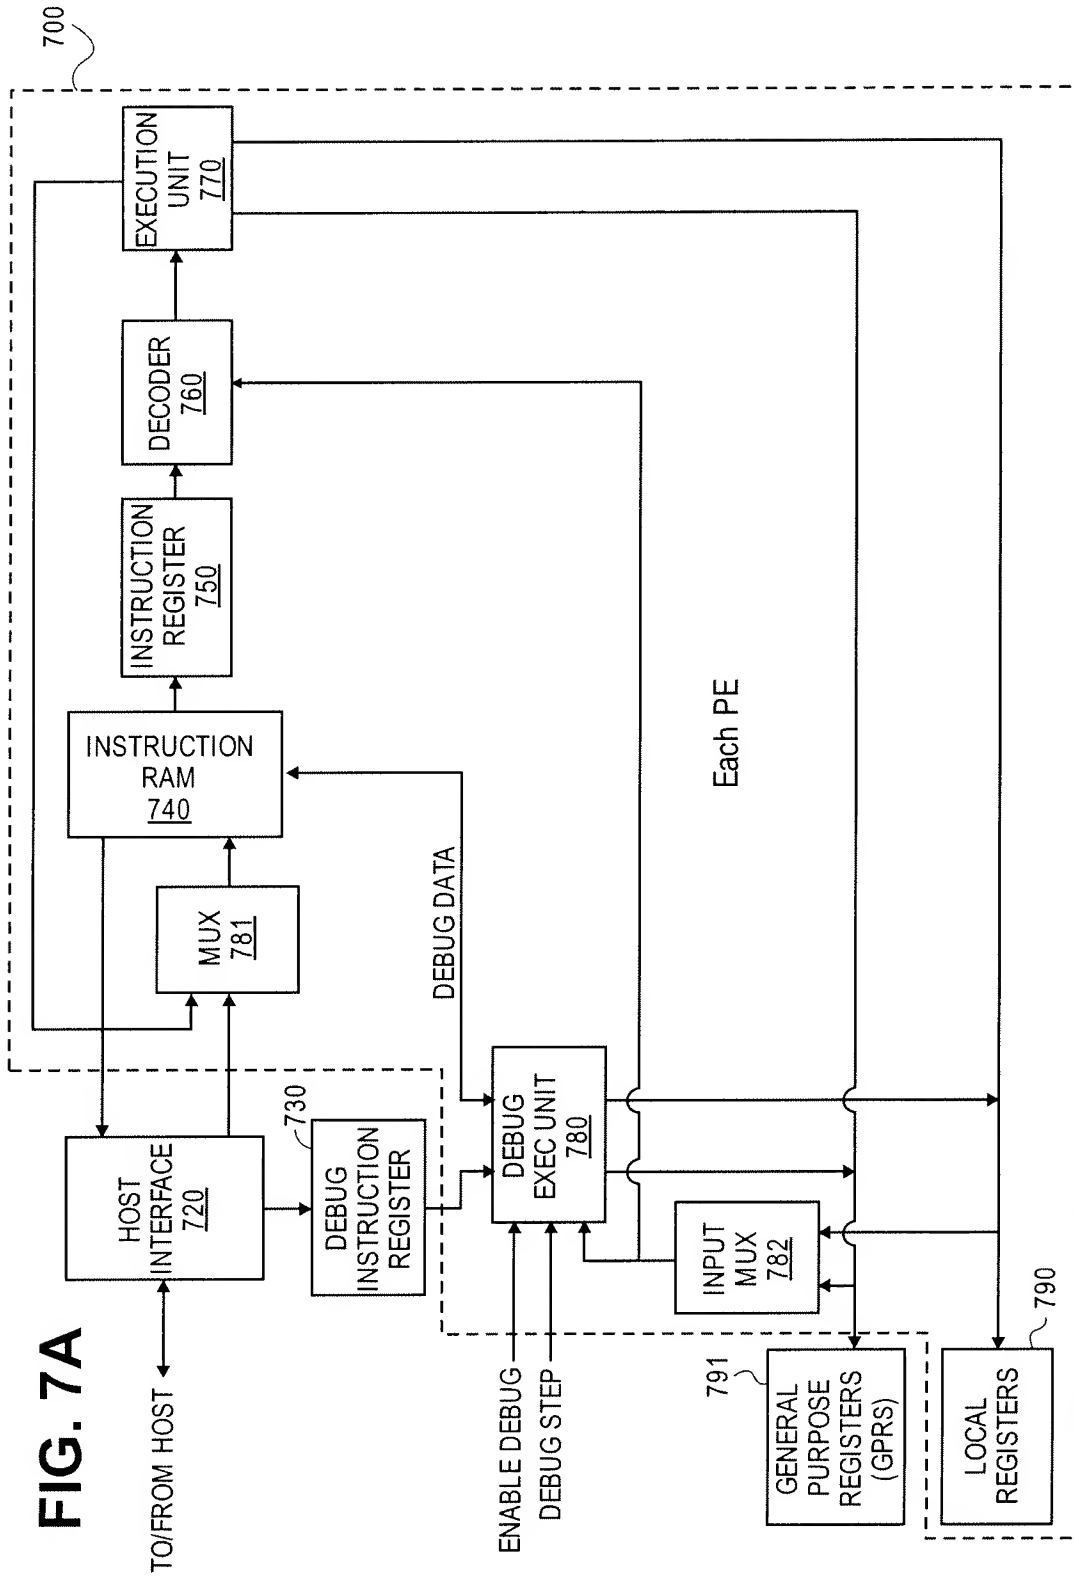 FIG. 7A
700
TO/FROM HOST
HOST
INTERFACE
720
MUX
781
INSTRUCTION
RAM
740
INSTRUCTION
REGISTER
750
DECODER
760
EXECUTION
UNIT
770
730
DEBUG
INSTRUCTION
REGISTER
DEBUG DATA
ENABLE DEBUG
DEBUG STEP
DEBUG
EXEC UNIT
780
INPUT
MUX
782
Each PE
791
GENERAL
PURPOSE
REGISTERS
(GPRS)
790
LOCAL
REGISTERS